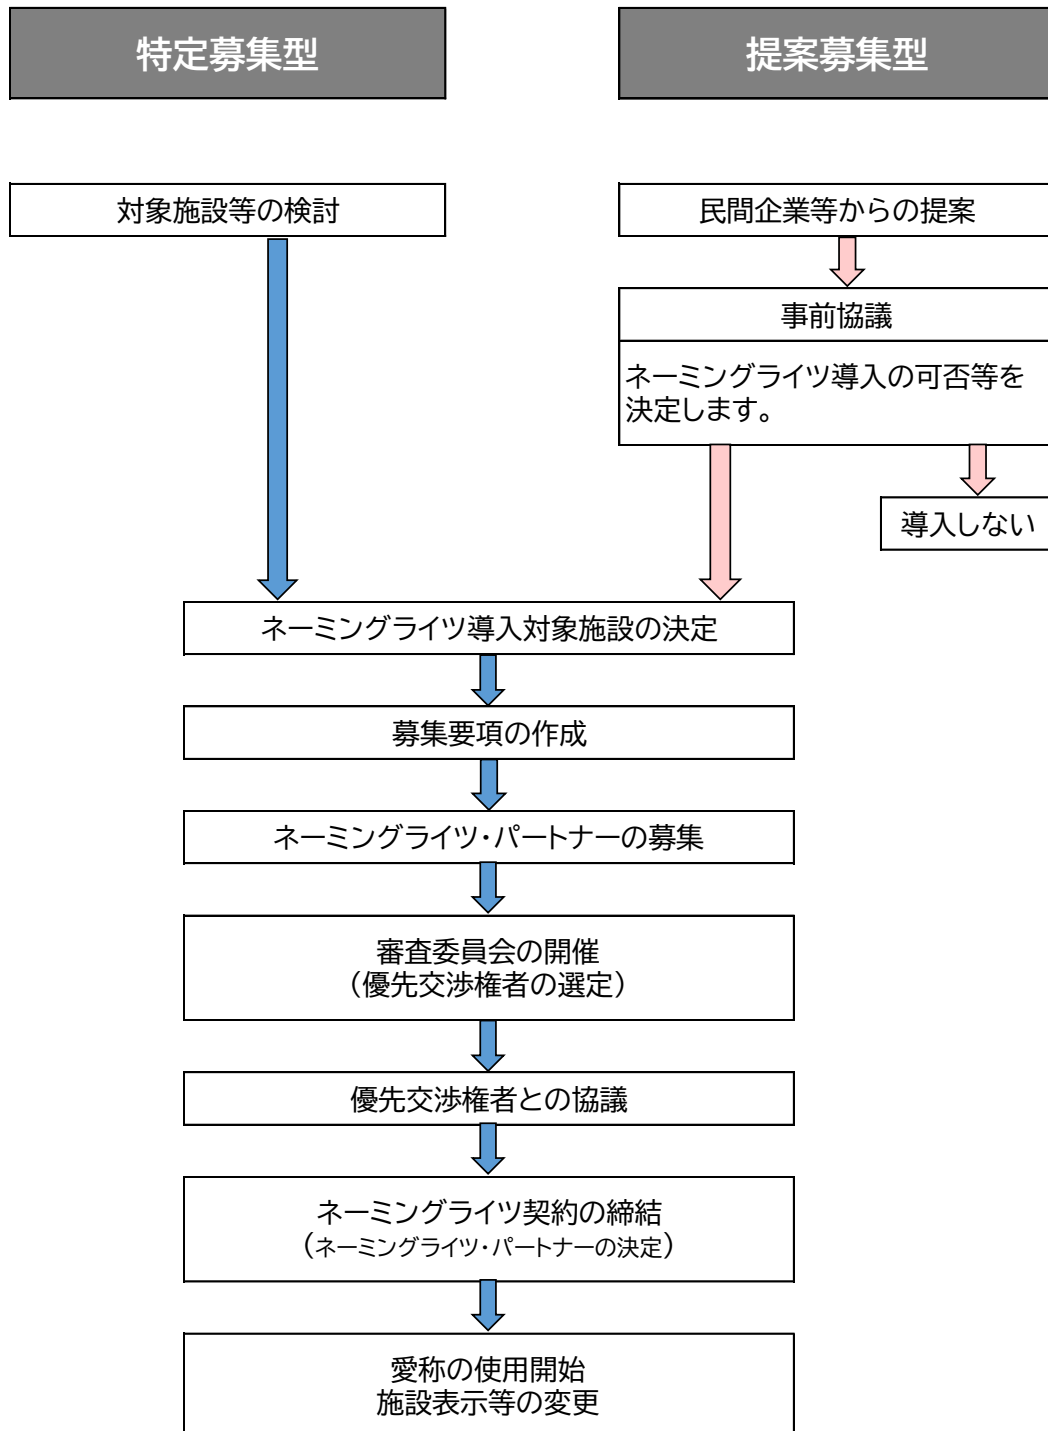 特定募集型
提案募集型
対象施設等の検討
民間企業等からの提案
事前協議
ネーミングライツ導入の可否等を
決定します。
導入しない
ネーミングライツ導入対象施設の決定
募集要項の作成
ネーミングライツ・パートナーの募集
審査委員会の開催
（優先交渉権者の選定）
優先交渉権者との協議
ネーミングライツ契約の締結
（ネーミングライツ・パートナーの決定）
愛称の使用開始
施設表示等の変更